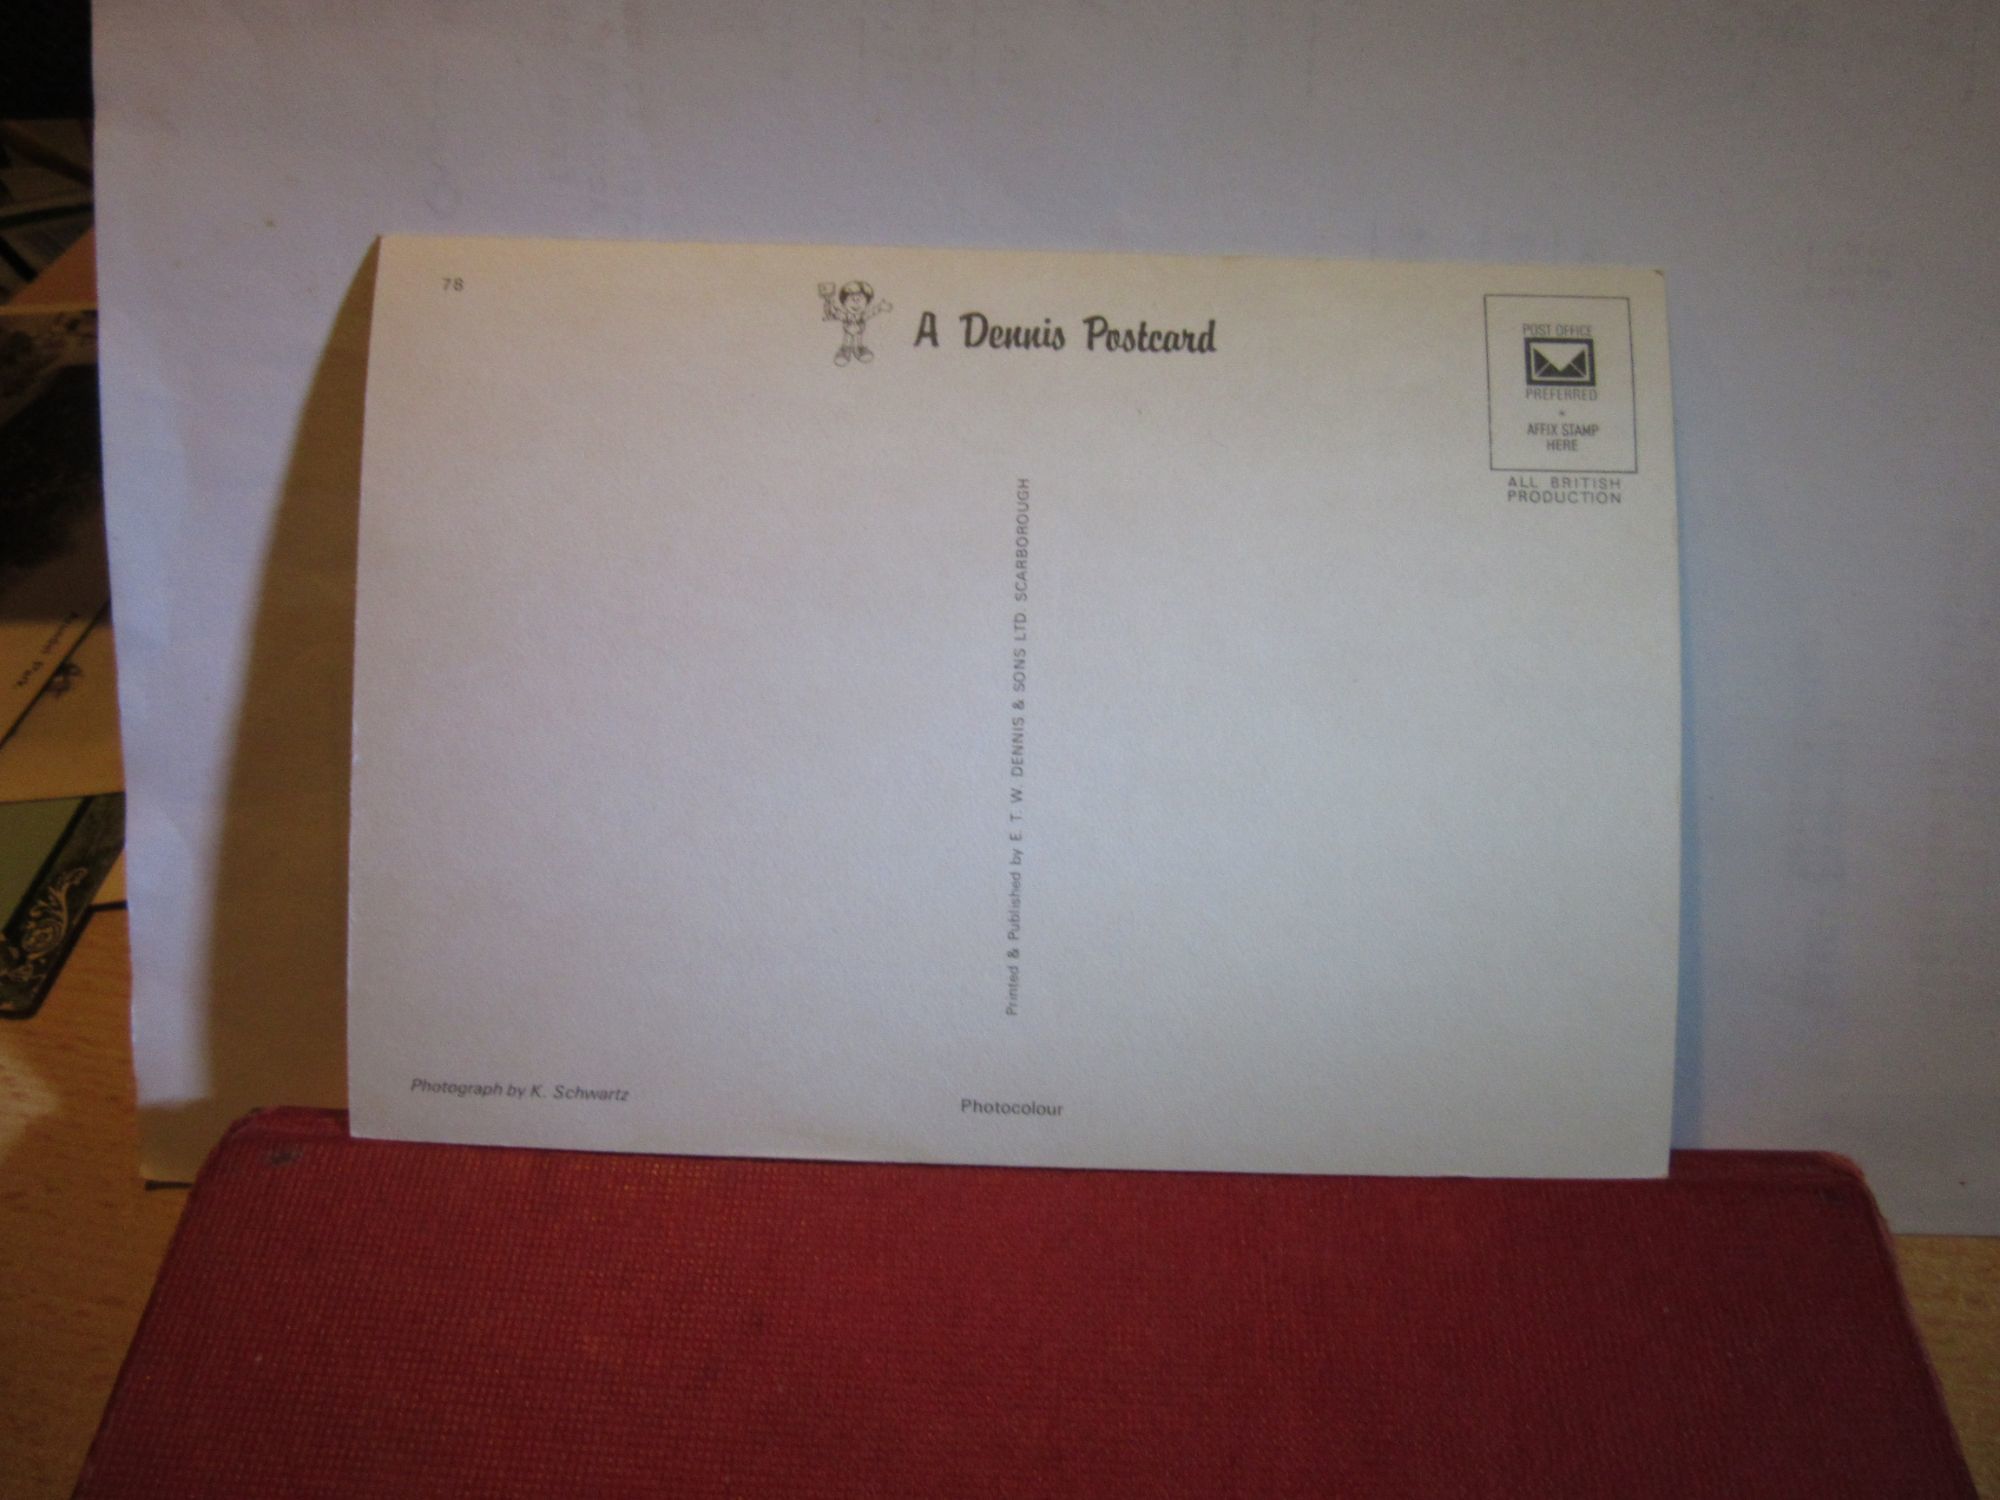 78
A Dennis Postcard
POST OFFICE
PREFERRED
AFFIX STAMP
HERE
ALL BRITISH
PRODUCTION
Printed & Published by E. T. W. DENNIS & SONS LTD. SCARBOROUGH
Photograph by K. Schwartz
Photocolour